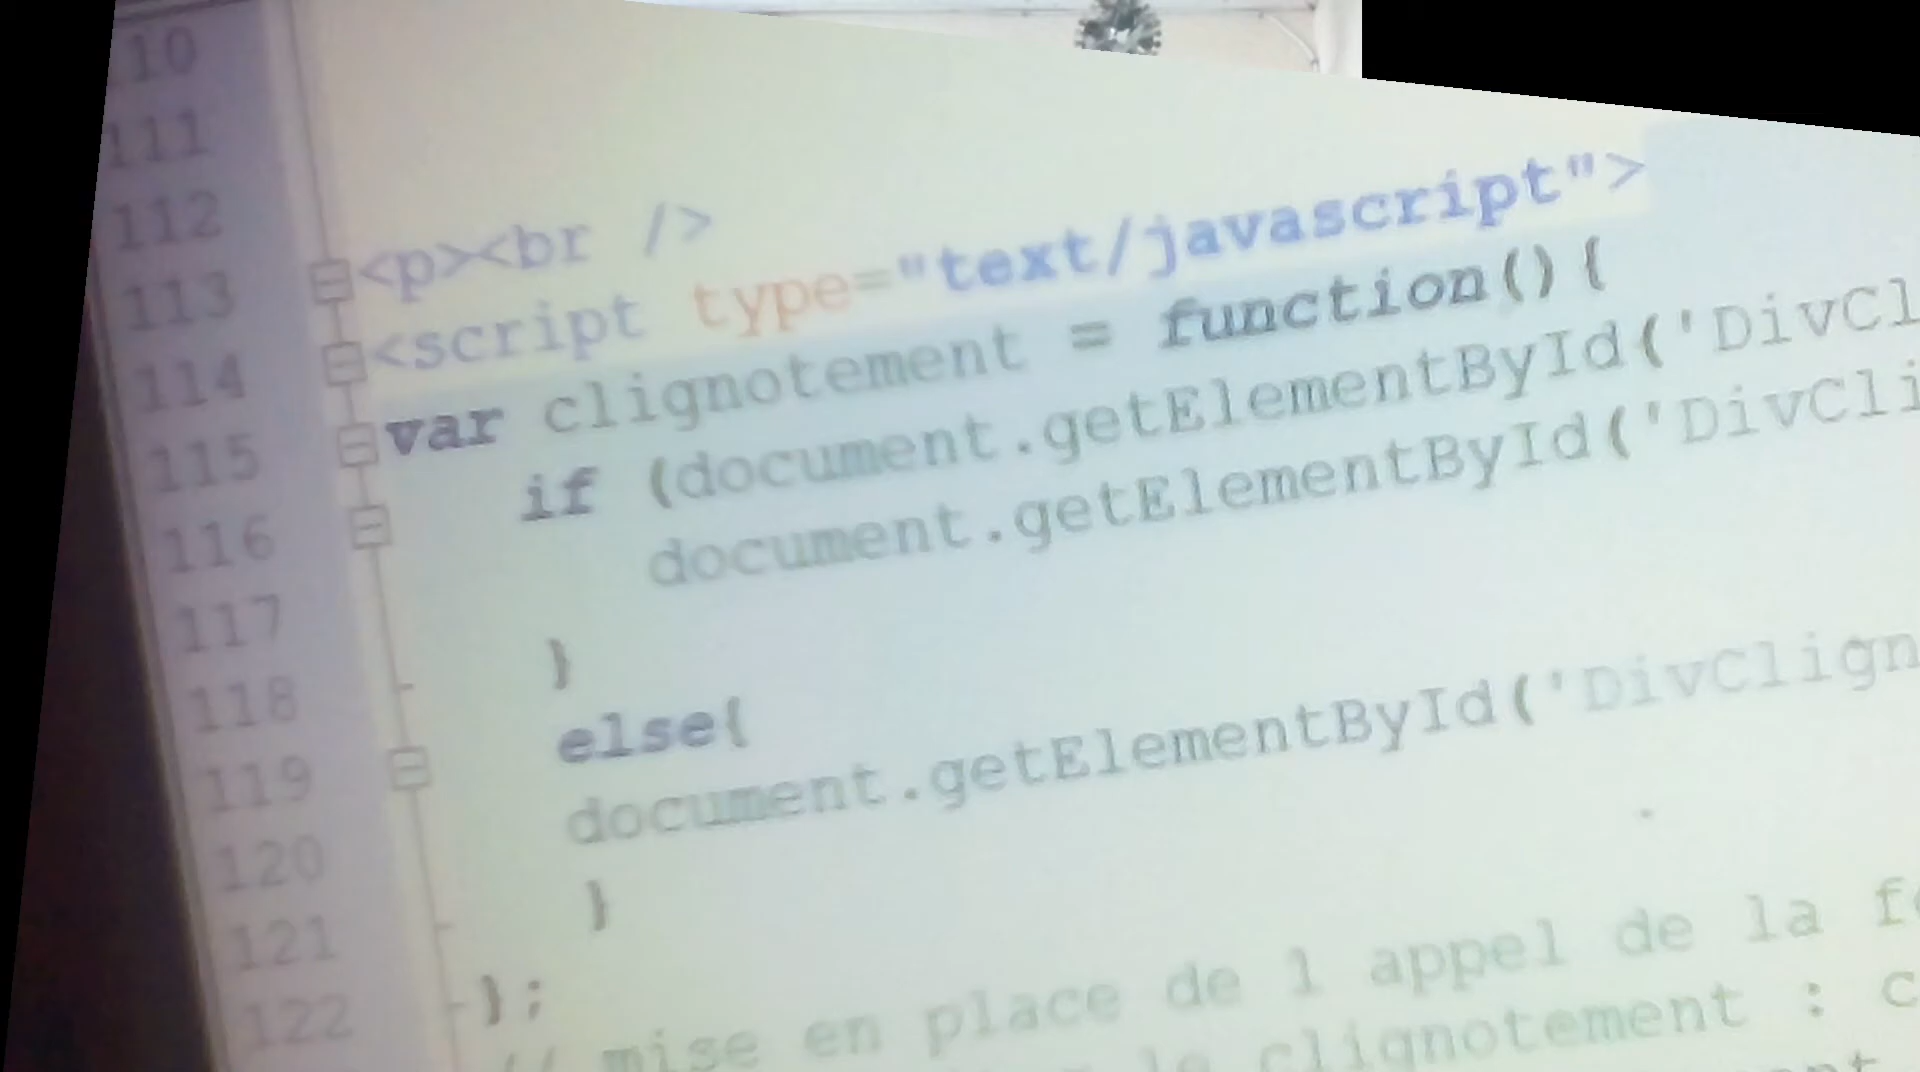 110
111
112
113 <p><br />
114 <script type="text/javascript">
115 var clignotement = function(){
116 if (document.getElementById('DivCl
document.getElementById('DivCli
117
118 }
119 else{
120 document.getElementById('DivClign
121 }
122 };
// mise en place de l appel de la
le clignotement :